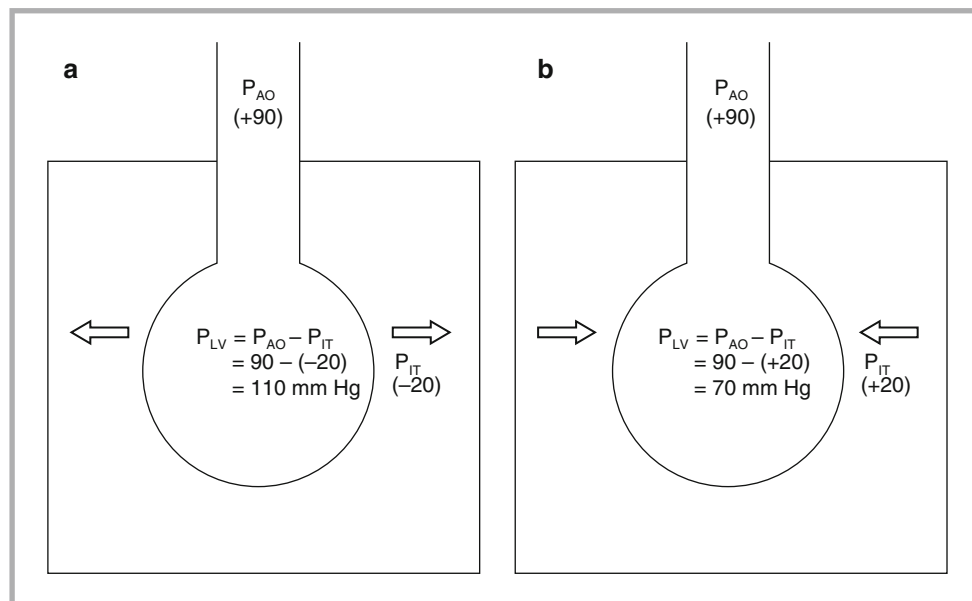 a
P_AO
(+90)
P_LV = P_AO – P_IT
= 90 – (–20)
= 110 mm Hg
P_IT
(–20)
b
P_AO
(+90)
P_LV = P_AO – P_IT
= 90 – (+20)
= 70 mm Hg
P_IT
(+20)